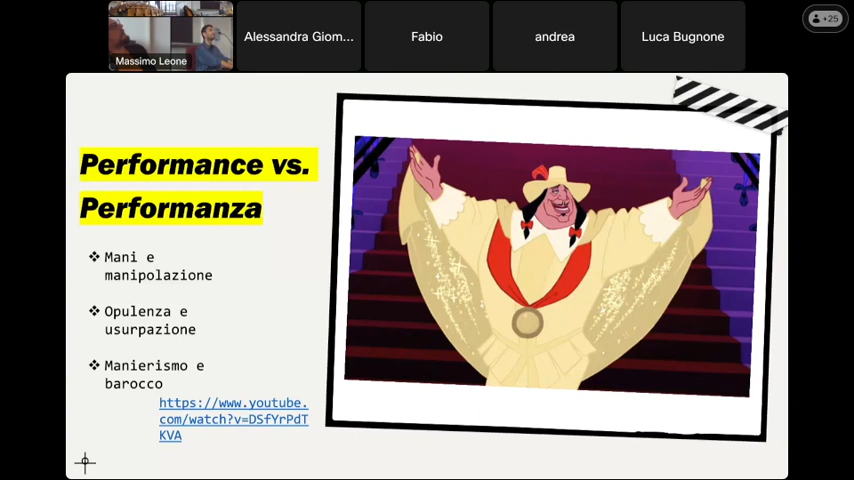 Massimo Leone
Alessandra Giom...
Fabio
andrea
Luca Bugnone
+25
Performance vs.
Performanza
❖ Mani e
manipolazione
❖ Opulenza e
usurpazione
❖ Manierismo e
barocco
https://www.youtube.
com/watch?v=DSfYrPdT
KVA